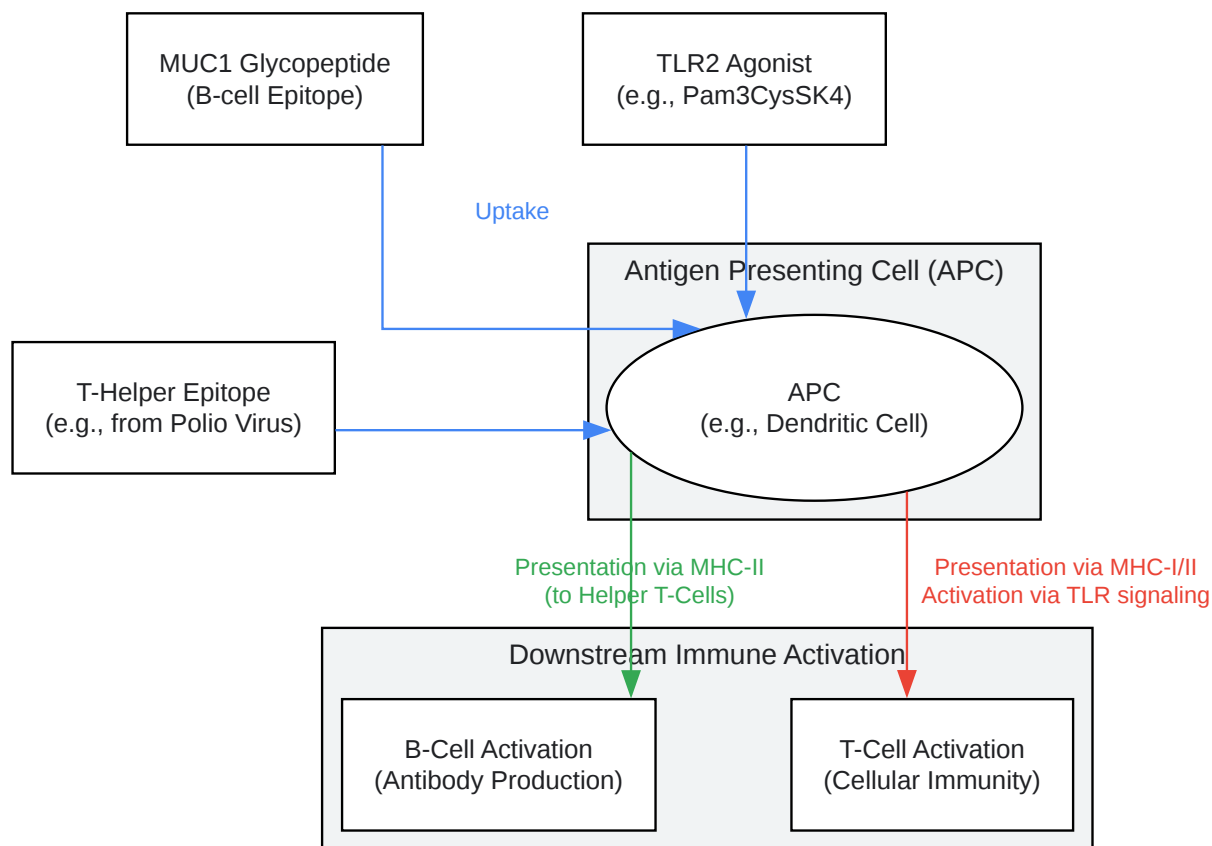 MUC1 Glycopeptide
(B-cell Epitope)
TLR2 Agonist
(e.g., Pam3CysSK4)
Uptake
Antigen Presenting Cell (APC)
T-Helper Epitope
(e.g., from Polio Virus)
APC
(e.g., Dendritic Cell)
Presentation via MHC-II
(to Helper T-Cells)
Presentation via MHC-I/II
Activation via TLR signaling
Downstream Immune Activation
B-Cell Activation
(Antibody Production)
T-Cell Activation
(Cellular Immunity)